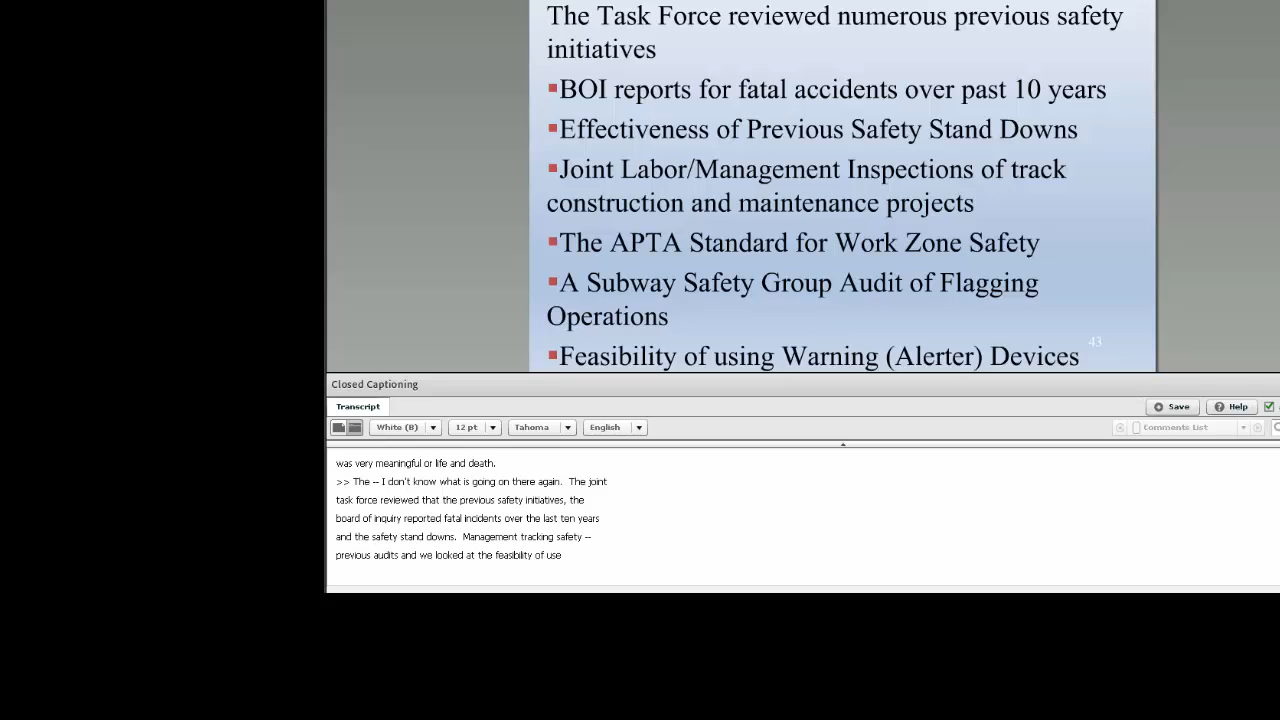 The Task Force reviewed numerous previous safety
initiatives
BOI reports for fatal accidents over past 10 years
Effectiveness of Previous Safety Stand Downs
Joint Labor/Management Inspections of track
construction and maintenance projects
The APTA Standard for Work Zone Safety
A Subway Safety Group Audit of Flagging
Operations
43
Feasibility of using Warning (Alerter) Devices
Closed Captioning
Transcript
Save
Help
White (B)
12 pt
Tahoma
English
Comments List
was very meaningful or life and death.
>> The -- I don't know what is going on there again.  The joint
task force reviewed that the previous safety initiatives, the
board of inquiry reported fatal incidents over the last ten years
and the safety stand downs.  Management tracking safety --
previous audits and we looked at the feasibility of use